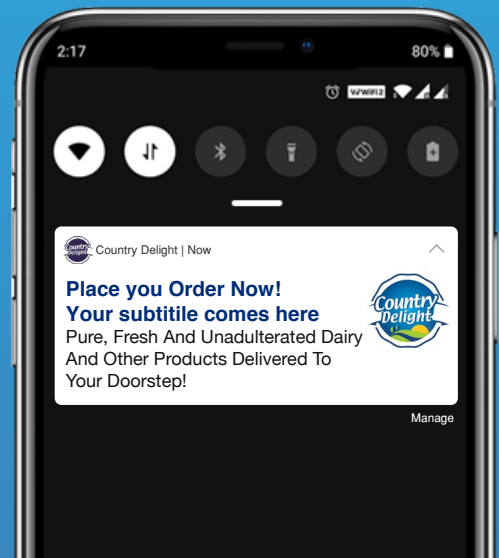 2:17
80%
VoWiFi2
Country Delight | Now
Place you Order Now!
Your subtitile comes here
Pure, Fresh And Unadulterated Dairy
And Other Products Delivered To
Your Doorstep!
Country
Delight
Manage